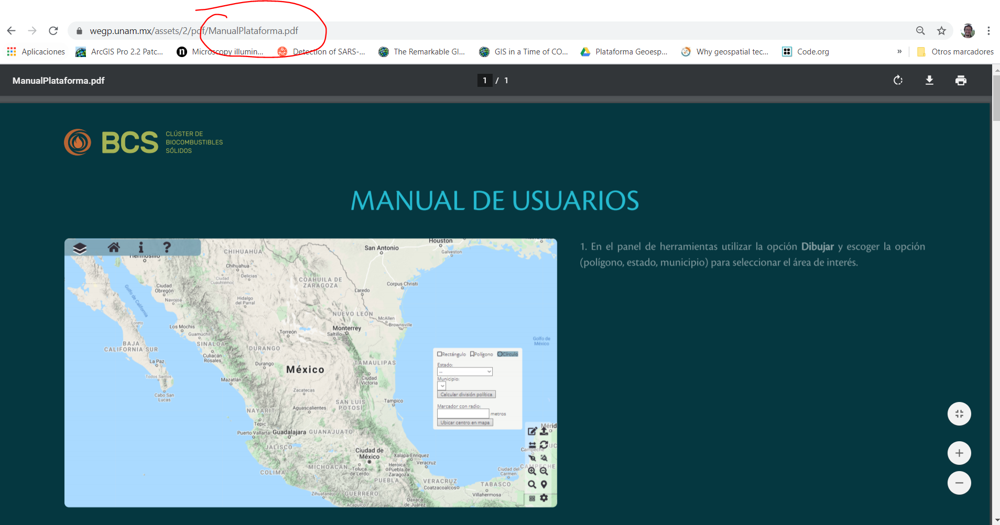 wegp.unam.mx/assets/2/pdf/ManualPlataforma.pdf
Aplicaciones
ArcGIS Pro 2.2 Patc...
Microscopy illumin...
Detection of SARS-...
The Remarkable GI...
GIS in a Time of CO...
Plataforma Geoesp...
Why geospatial tec...
Code.org
»
Otros marcadores
ManualPlataforma.pdf
1 / 1
BCS
CLÚSTER DE
BIOCOMBUSTIBLES
SÓLIDOS
MANUAL DE USUARIOS
1. En el panel de herramientas utilizar la opción Dibujar y escoger la opción
(polígono, estado, municipio) para seleccionar el área de interés.
Houston
San Antonio
Galveston
CHIHUAHUA
Hermosillo
Chihuahua
Delicias
Ciudad
Cuauhtémoc
COAHUILA DE
ZARAGOZA
Corpus Christi
Ciudad
Obregón
Laredo
Golfo de California
Navojoa
Hidalgo
del Parral
NUEVO LEÓN
McAllen
Brownsville
Loreto
Los Mochis
Guamuchil
Torreón
Monterrey
Saltillo
Golfo de
México
BAJA
CALIFORNIA SUR
SINALOA
DURANGO
Culiacán
Rosales
La Paz
Durango
México
TAMAULIPAS
Todos Santos
Mazatlán
Ciudad
Victoria
Cabo San
Lucas
Zacatecas
SAN LUIS
POTOSÍ
Tampico
Aguascalientes
NAYARIT
Tepic
Puerto Vallarta
Guadalajara
GUANAJUATO
JALISCO
Ciudad de
México
Xalapa-Enríquez
Veracruz
MICHOACÁN
Toluca
de Lerdo
Heroica
Puebla de
Zaragoza
COLIMA
PUEBLA
VERACRUZ
Coatzacoalcos
TABASCO
Villahermosa
Zihuatanejo
GUERRERO
Acapulco
Oaxaca
de Juárez
Ciudad del
Carmen
CAMPECHE
Campeche
Mérid
UC
Rectángulo
Polígono
Círculo
Estado:
--
Municipio:
Calcular división política
Marcador con radio:
metros
Ubicar centro en mapa